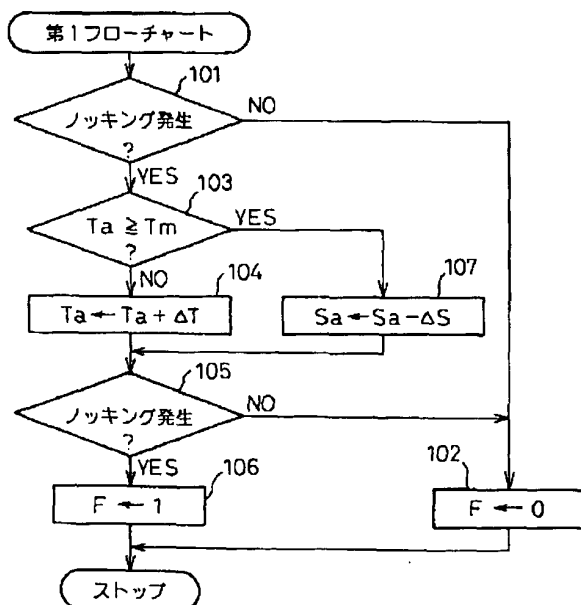 第1フローチャート
101
ノッキング発生
?
NO
YES
103
Ta ≧ Tm
?
YES
NO
104
Ta ← Ta + ΔT
107
Sa ← Sa − ΔS
105
ノッキング発生
?
NO
YES
106
F ← 1
102
F ← 0
ストップ